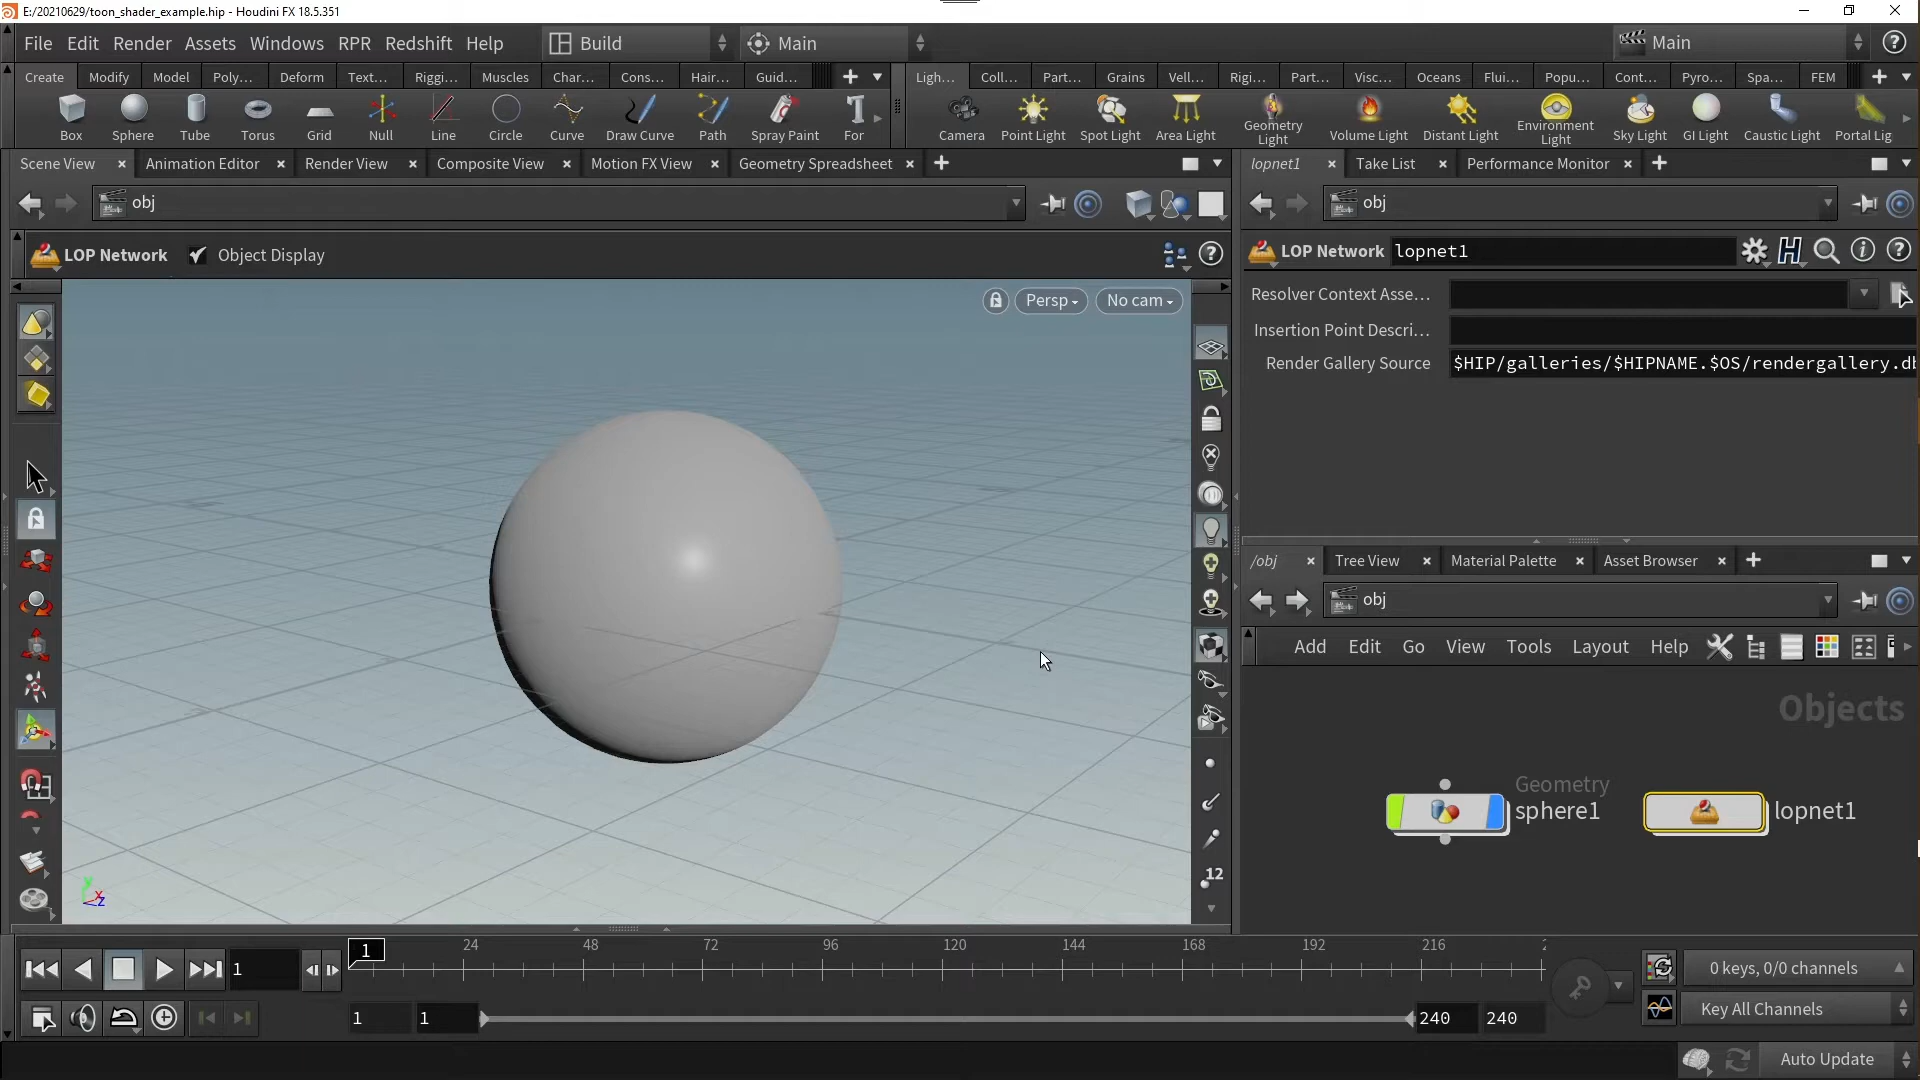 E:/20210629/toon_shader_example.hip - Houdini FX 18.5.351
File Edit Render Assets Windows RPR Redshift Help Build Main Main
Create Modify Model Poly... Deform Text... Riggi... Muscles Char... Cons... Hair... Guid... Ligh... Coll... Part... Grains Vell... Rigi... Part... Visc... Oceans Flui... Popu... Cont... Pyro... Spa... FEM
Box Sphere Tube Torus Grid Null Line Circle Curve Draw Curve Path Spray Paint For Camera Point Light Spot Light Area Light Geometry Light Volume Light Distant Light Environment Light Sky Light GI Light Caustic Light Portal Lig
Scene View Animation Editor Render View Composite View Motion FX View Geometry Spreadsheet lopnet1 Take List Performance Monitor
obj obj
LOP Network Object Display LOP Network lopnet1
Persp No cam
Resolver Context Asse...
Insertion Point Descri...
Render Gallery Source $HIP/galleries/$HIPNAME.$OS/rendergallery.db
/obj Tree View Material Palette Asset Browser
obj
Add Edit Go View Tools Layout Help
Objects
Geometry
sphere1 lopnet1
12
y x z
1 1 24 48 72 96 120 144 168 192 216
0 keys, 0/0 channels
1 1 240 240 Key All Channels
Auto Update